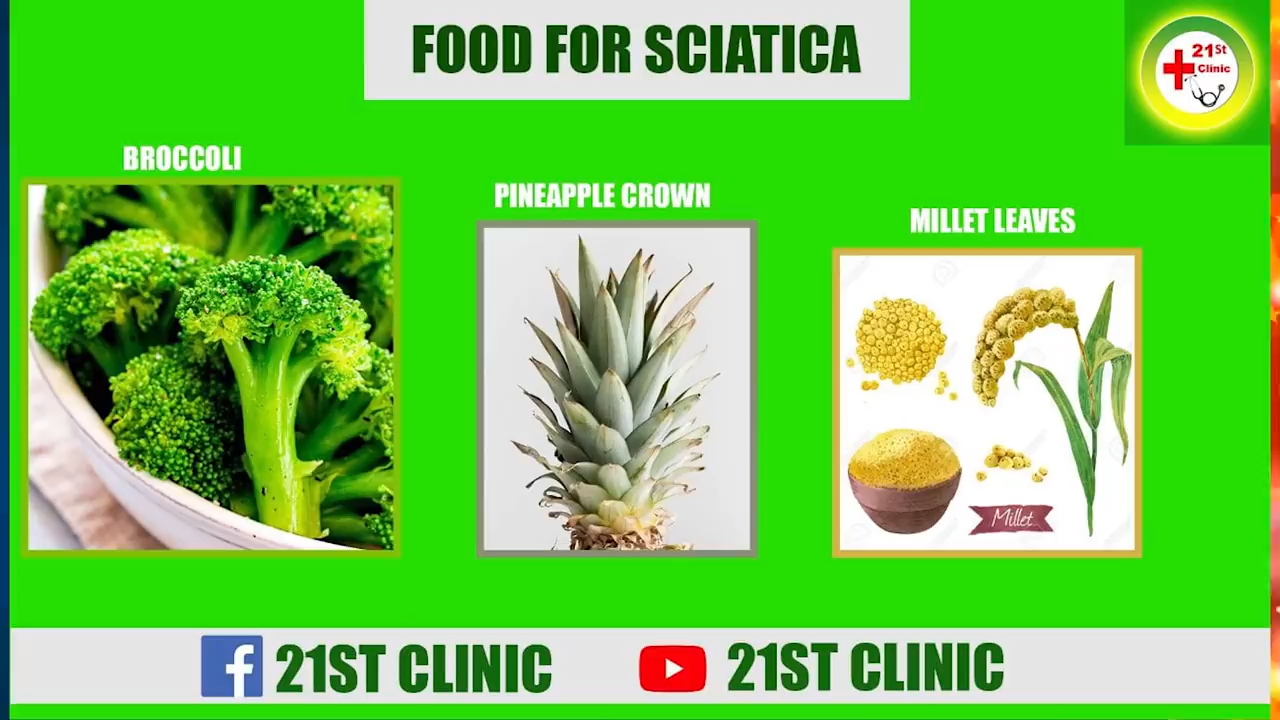 FOOD FOR SCIATICA
21St
Clinic
BROCCOLI
PINEAPPLE CROWN
MILLET LEAVES
Millet
21ST CLINIC
21ST CLINIC